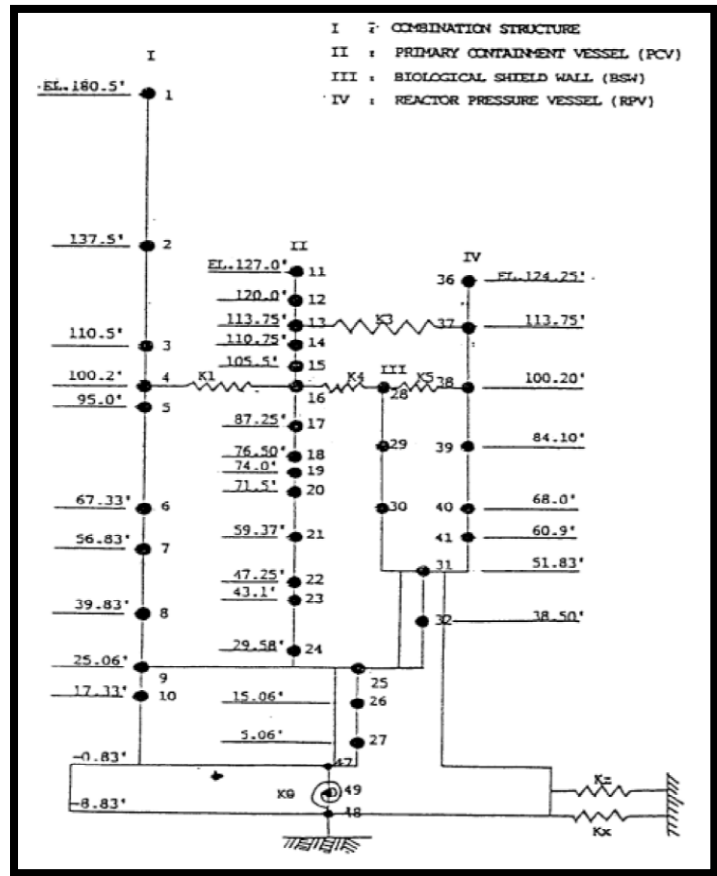 I : COMBINATION STRUCTURE
II : PRIMARY CONTAINMENT VESSEL (PCV)
III : BIOLOGICAL SHIELD WALL (BSW)
IV : REACTOR PRESSURE VESSEL (RPV)
I
EL.180.5' 1
137.5' 2
II
IV
EL.127.0' 11
36 EL.124.25'
120.0' 12
113.75' 13 K3 37 113.75'
110.5' 3
110.75' 14
105.5' 15
III
100.2' 4 K1 16 K4 28 K5 38 100.20'
95.0' 5
87.25' 17
29 39 84.10'
76.50' 18
74.0' 19
71.5' 20
67.33' 6
30 40 68.0'
59.37' 21
41 60.9'
56.83' 7
31 51.83'
47.25' 22
43.1' 23
39.83' 8
32 38.50'
29.58' 24
25.06' 9
25
17.33' 10
15.06' 26
5.06' 27
-0.83' 47
Kθ 49
-8.83' 48
Kz
Kx